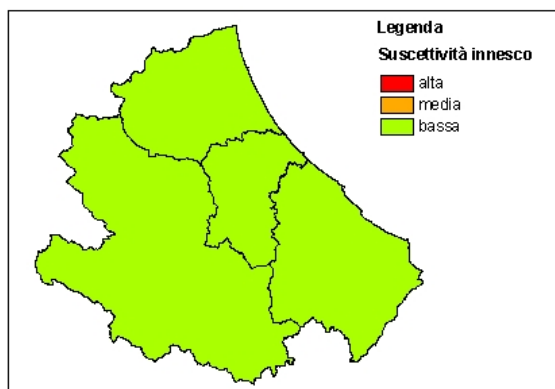 Legenda
Suscettività innesco
alta
media
bassa